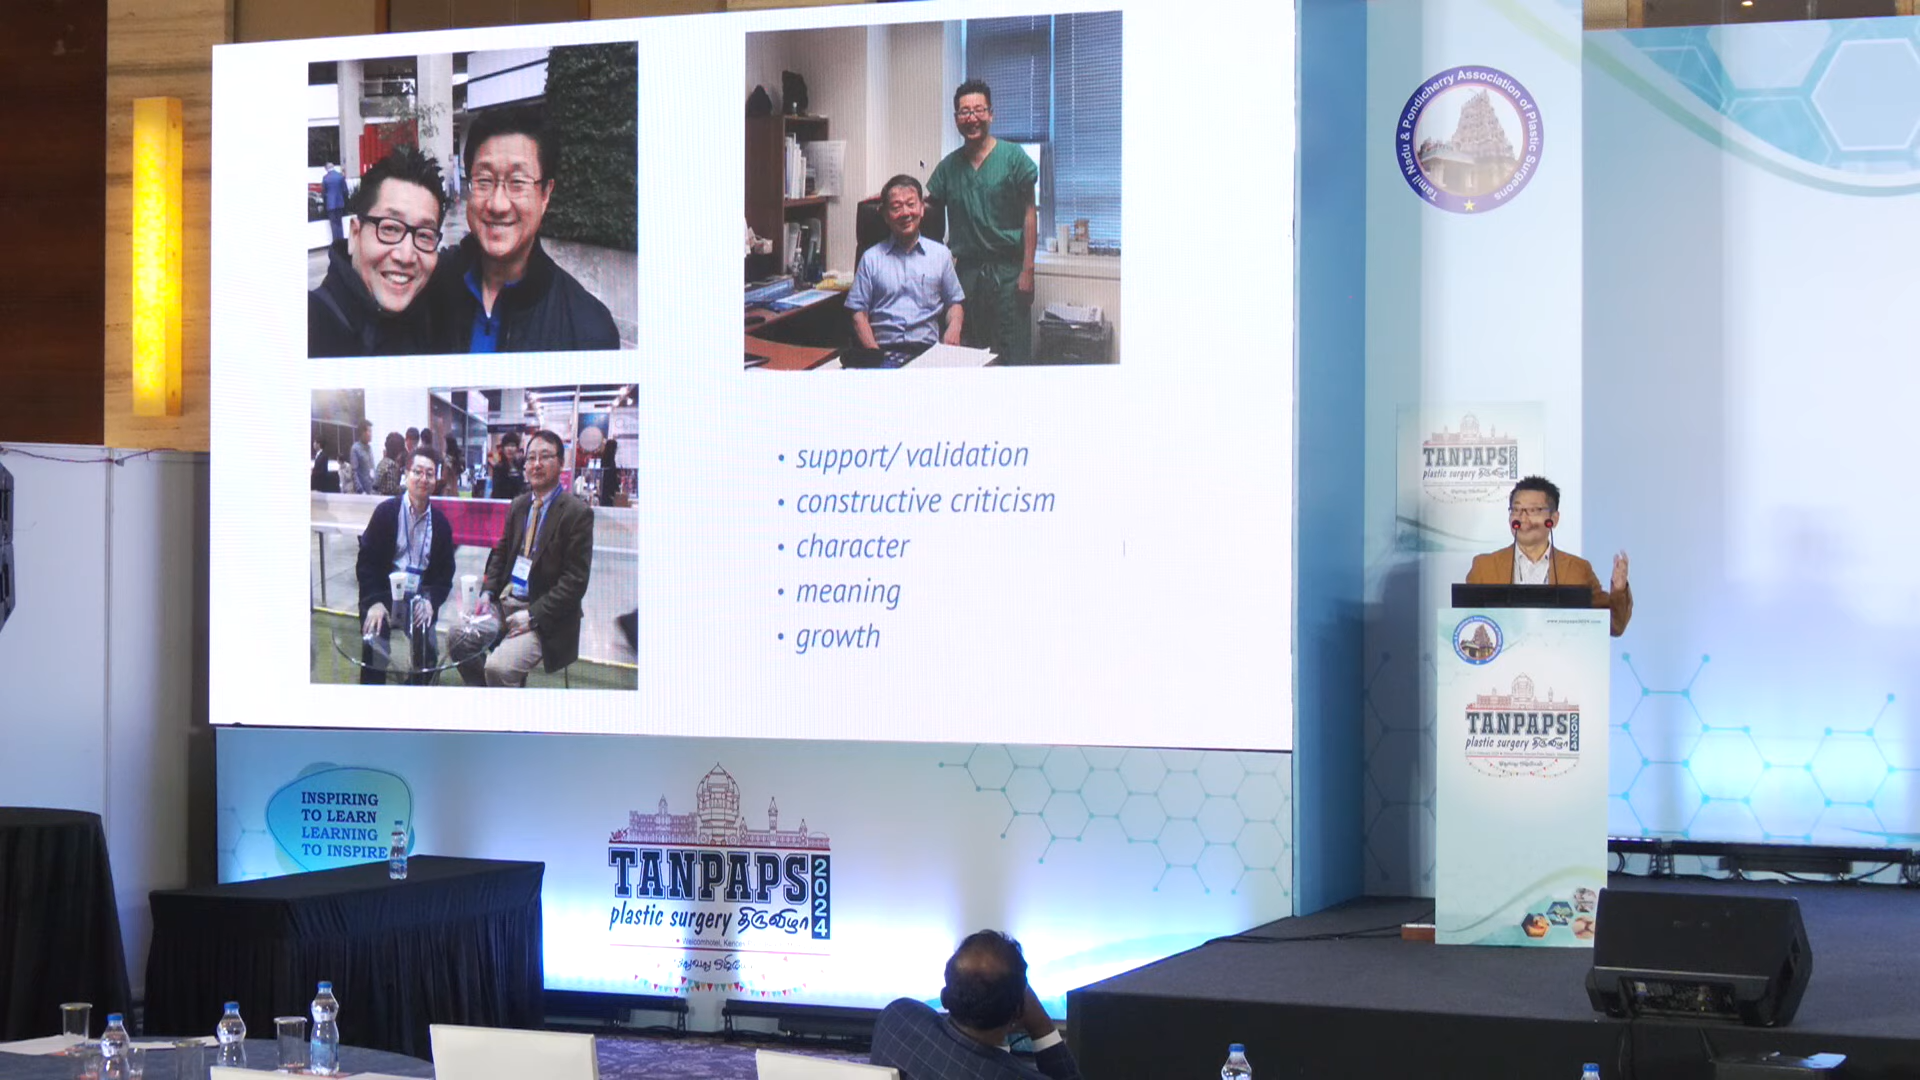 • support/ validation
• constructive criticism
• character
• meaning
• growth
Tamil Nadu & Pondicherry Association of Plastic Surgeons
TANPAPS
plastic surgery திருவிழா
TANPAPS 2024
plastic surgery திருவிழா
INSPIRING
TO LEARN
LEARNING
TO INSPIRE
TANPAPS 2024
plastic surgery திருவிழா
Welcomhotel,